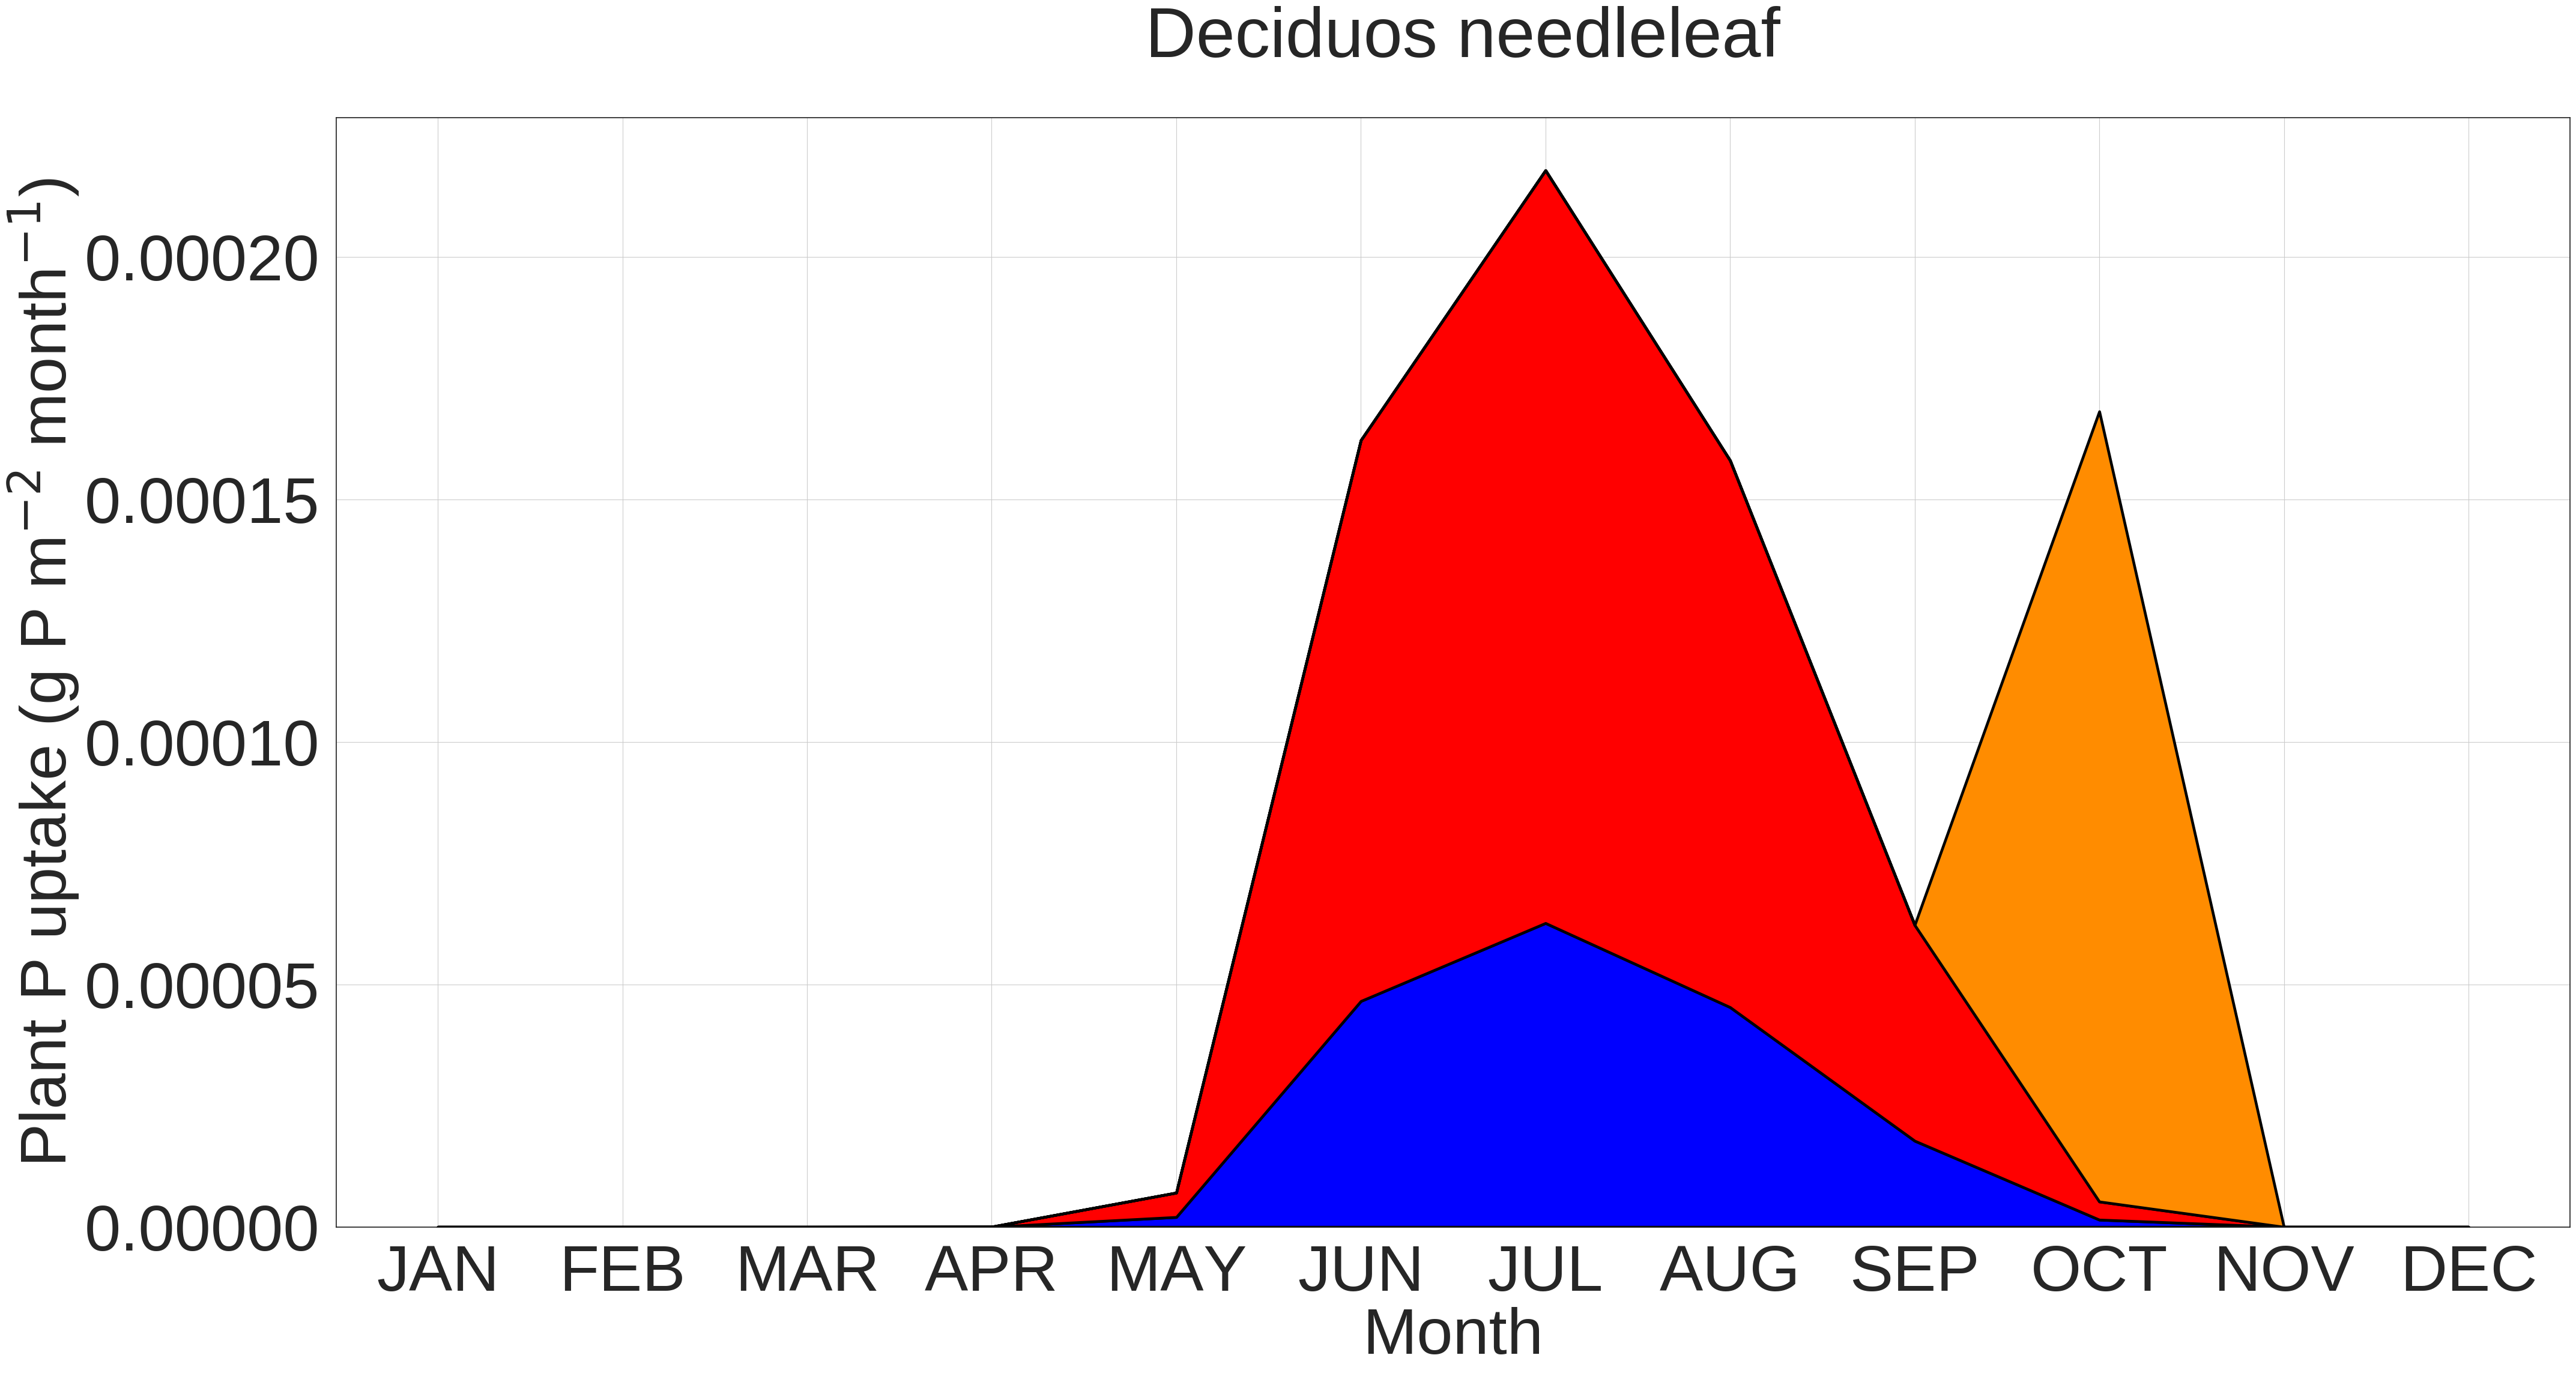 Deciduos needleleaf
Plant P uptake (g P m⁻² month⁻¹)
0.00020
0.00015
0.00010
0.00005
0.00000
JAN FEB MAR APR MAY JUN JUL AUG SEP OCT NOV DEC
Month